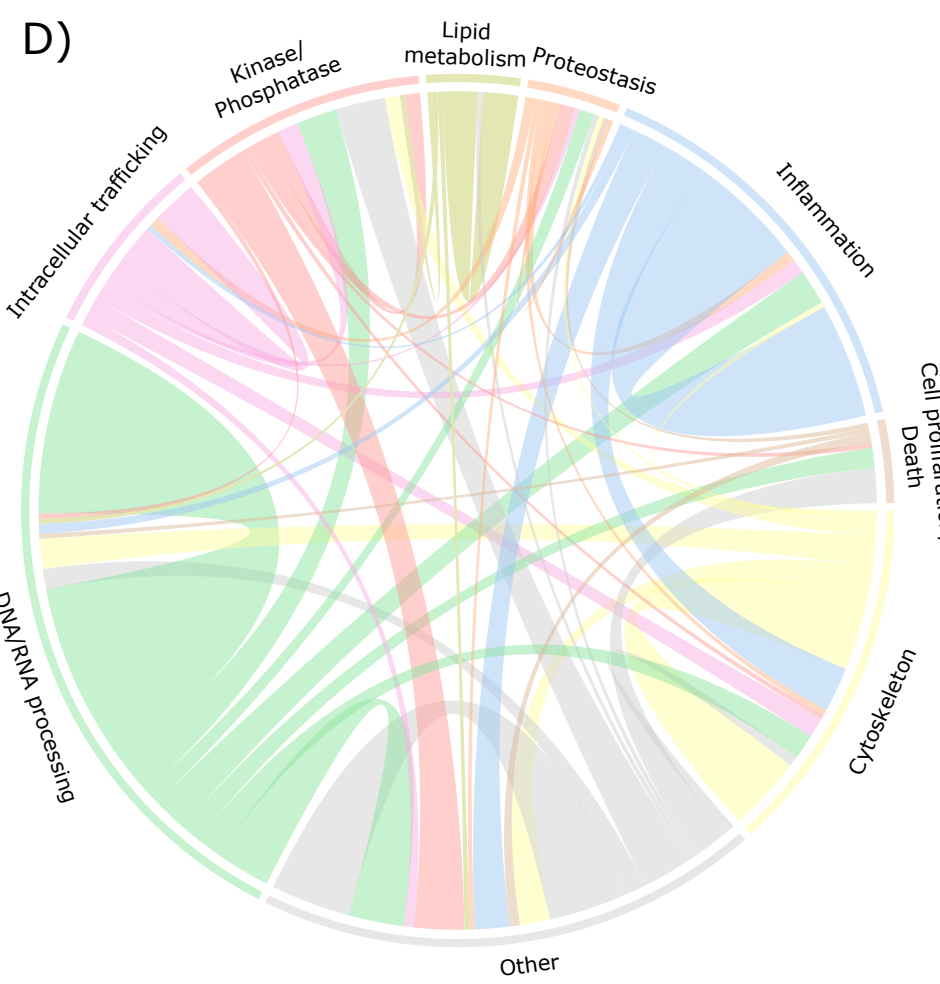 D)
Lipid
metabolism
Proteostasis
Kinase/
Phosphatase
Intracellular trafficking
Inflammation
Death
Cytoskeleton
DNA/RNA processing
Other